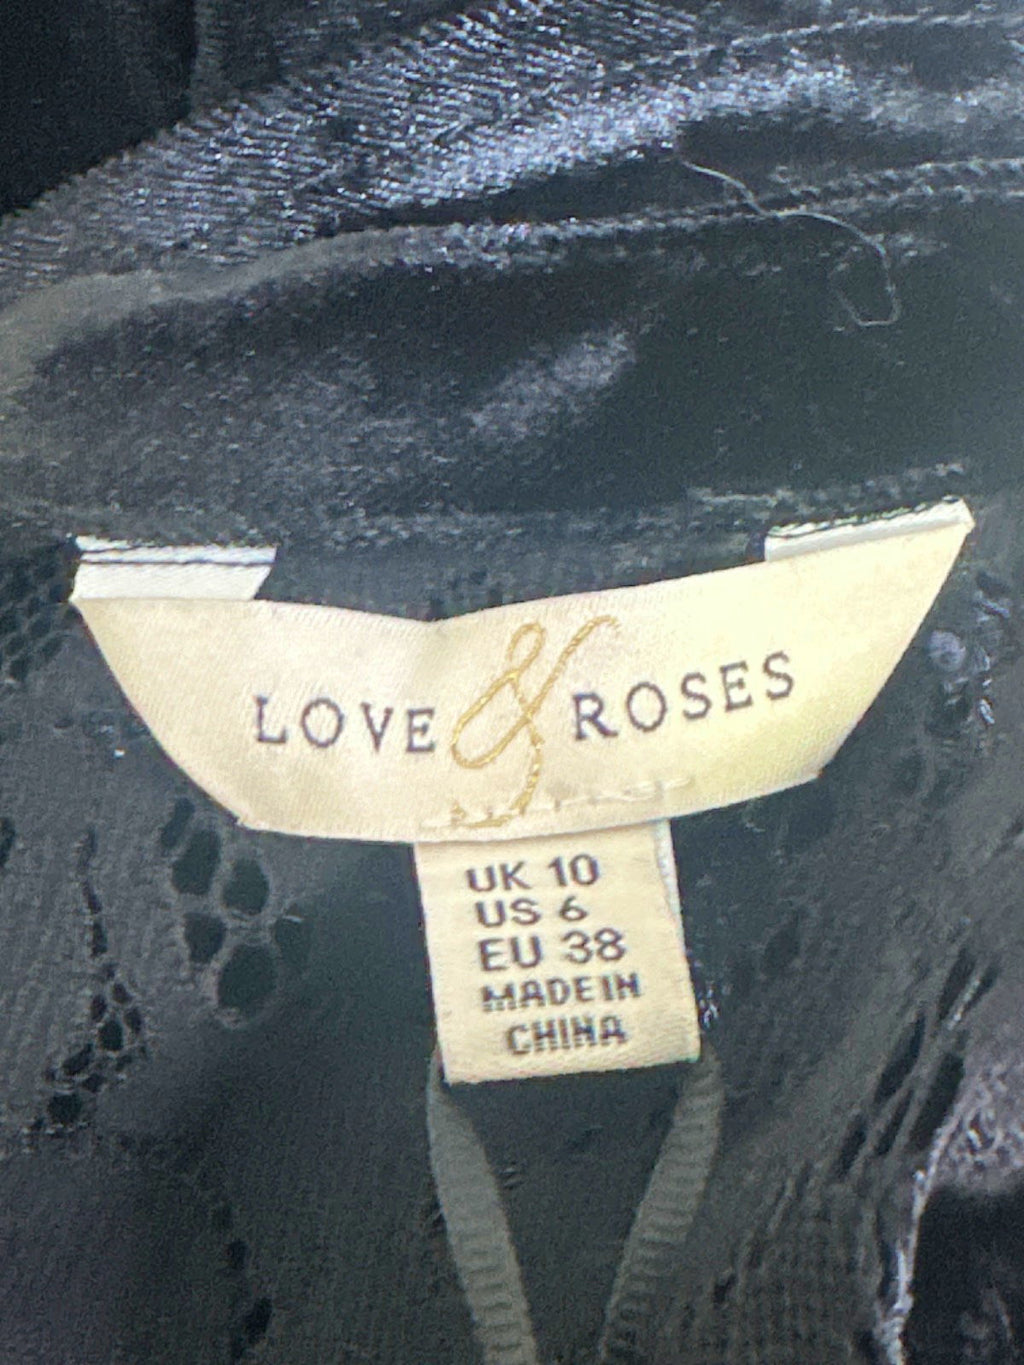 LOVE & ROSES
UK 10
US 6
EU 38
MADE IN
CHINA